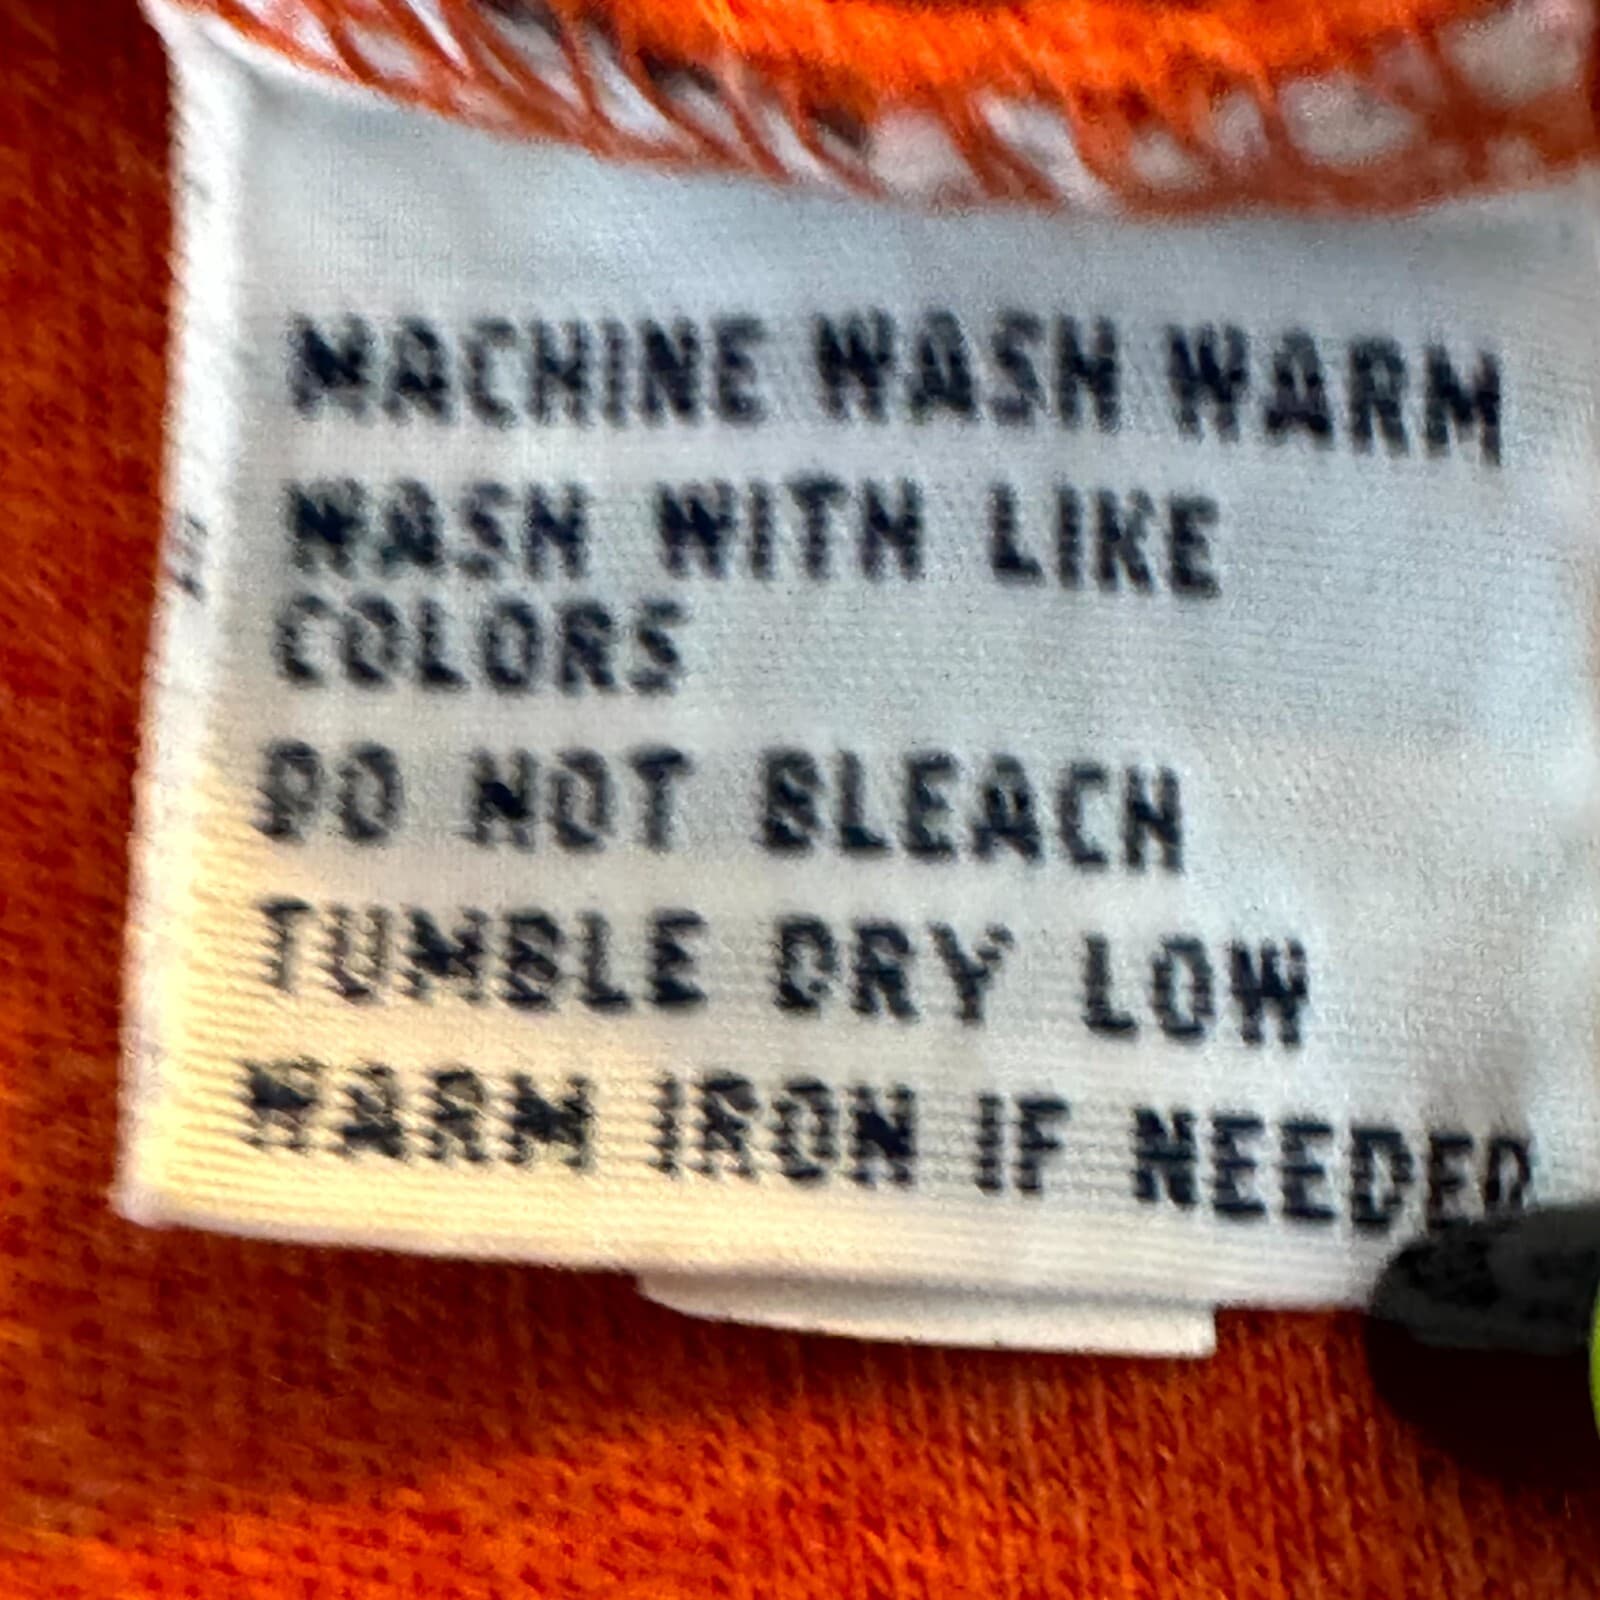 MACHINE WASH WARM
WASH WITH LIKE
COLORS
DO NOT BLEACH
TUMBLE DRY LOW
WARM IRON IF NEEDED